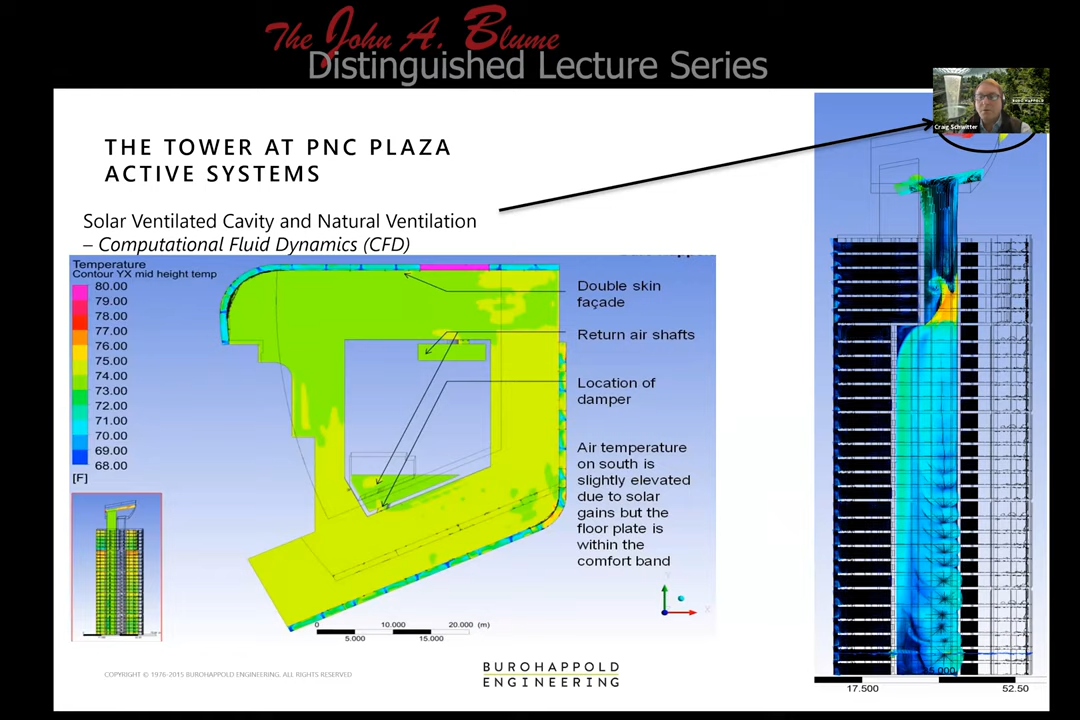 The John A. Blume
Distinguished Lecture Series
BUROHAPPOLD
Craig Schwitter
THE TOWER AT PNC PLAZA
ACTIVE SYSTEMS
Solar Ventilated Cavity and Natural Ventilation
– Computational Fluid Dynamics (CFD)
Temperature
Contour YX mid height temp
80.00
79.00
78.00
77.00
76.00
75.00
74.00
73.00
72.00
71.00
70.00
69.00
68.00
[F]
Double skin
façade
Return air shafts
Location of
damper
Air temperature
on south is
slightly elevated
due to solar
gains but the
floor plate is
within the
comfort band
Y
X
0 10.000 20.000 (m)
5.000 15.000
COPYRIGHT © 1976-2015 BUROHAPPOLD ENGINEERING. ALL RIGHTS RESERVED
BUROHAPPOLD
ENGINEERING
17.500 52.50